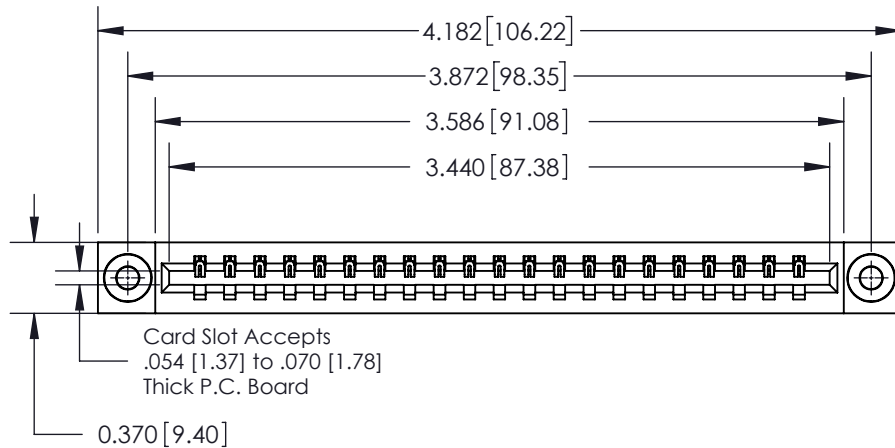 4.182[106.22]
3.872[98.35]
3.586[91.08]
3.440[87.38]
Card Slot Accepts
.054 [1.37] to .070 [1.78]
Thick P.C. Board
0.370[9.40]